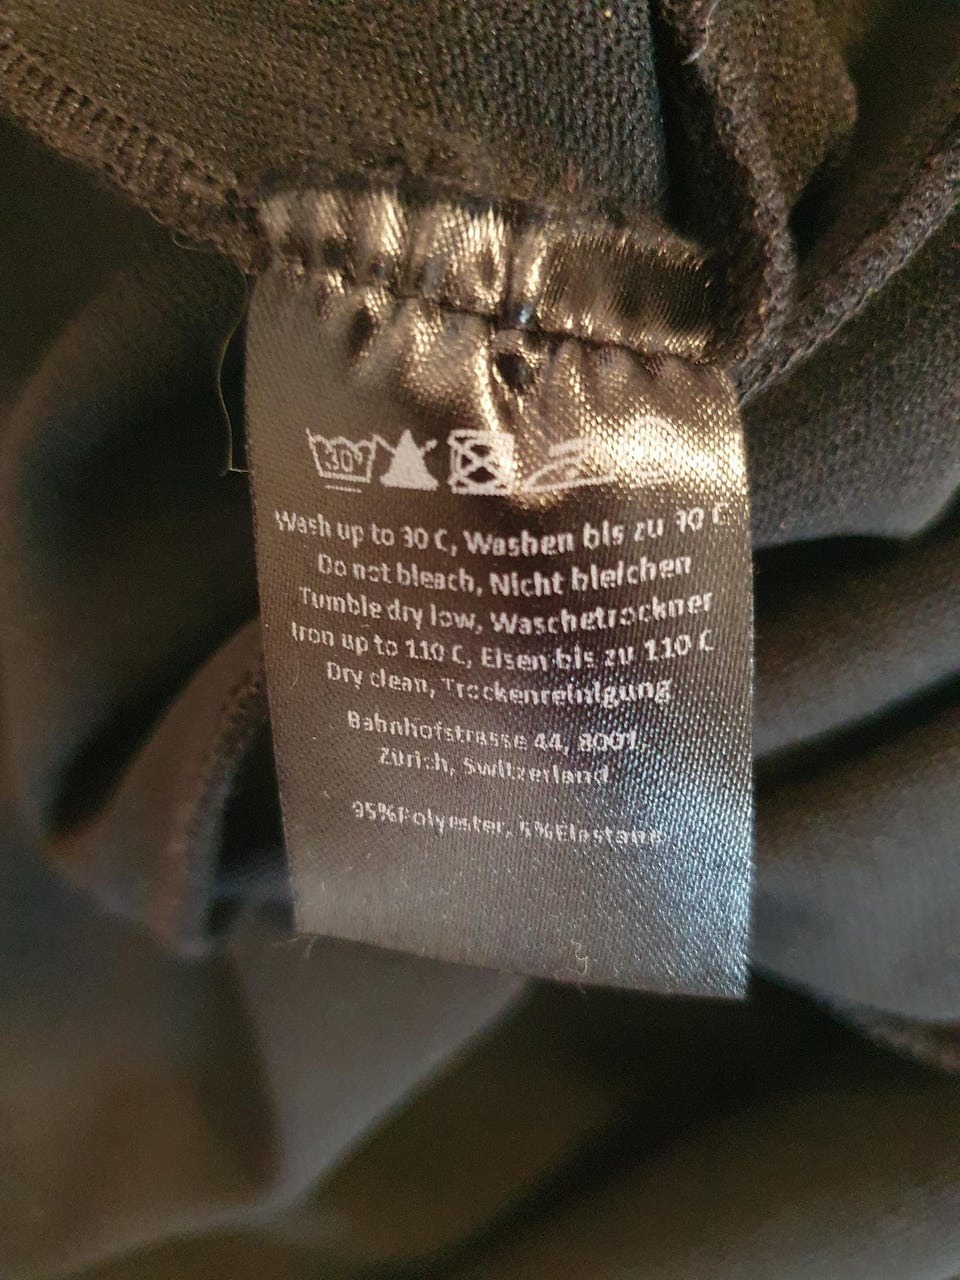 30°
Wash up to 30 C, Washen bis zu 30 C
Do not bleach, Nicht bleichen
Tumble dry low, Waschetrockner
Iron up to 110 C, Eisen bis zu 110 C
Dry clean, Trockenreinigung
Bahnhofstrasse 44, 8001,
Zürich, Switzerland
95%Polyester, 5%Elastane